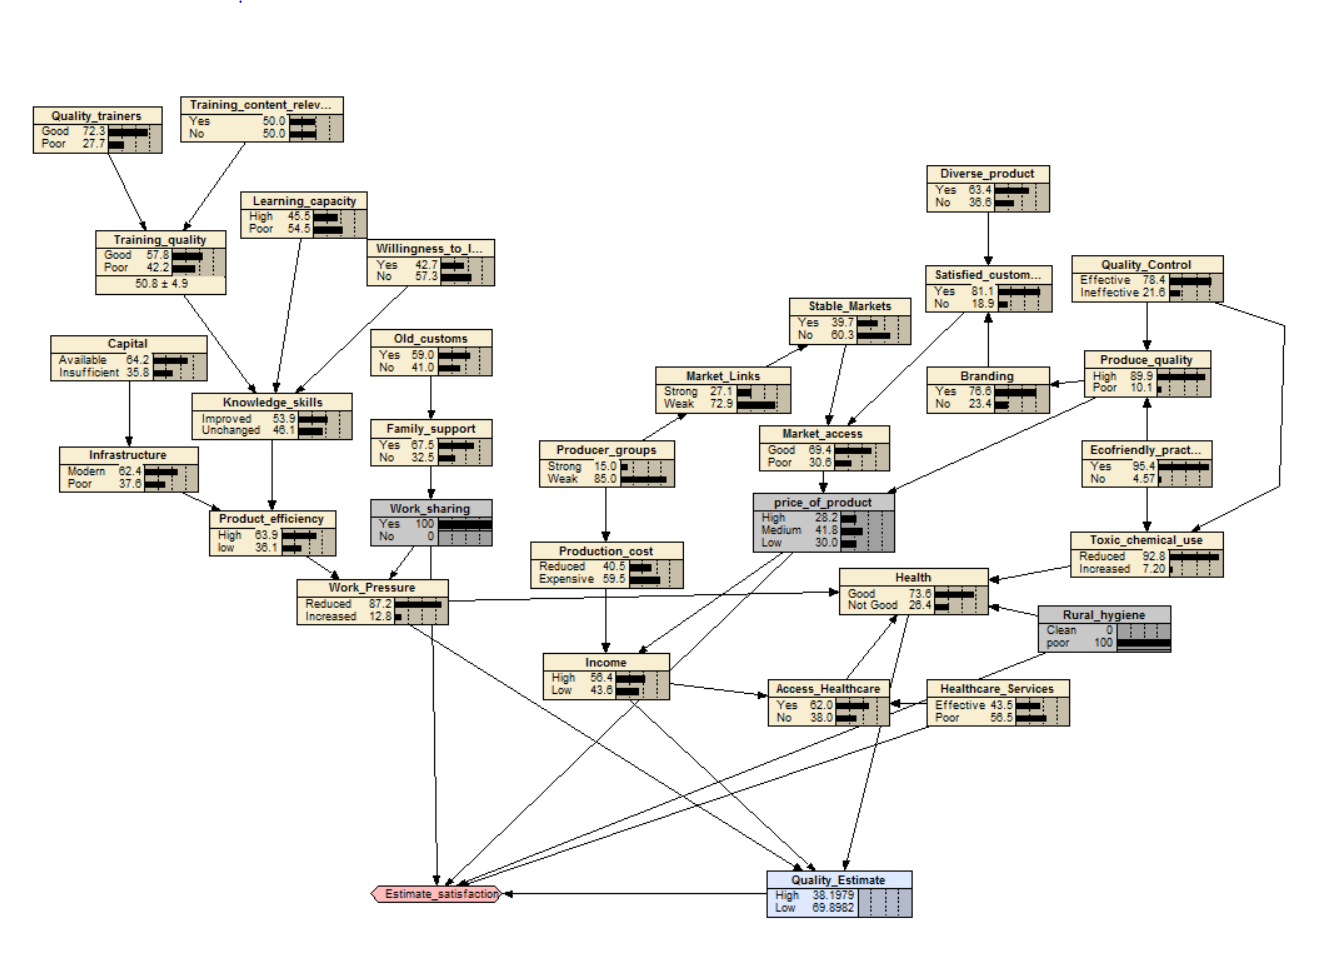 Quality_trainers
Good 72.3
Poor 27.7
Training_content_relev...
Yes 50.0
No 50.0
Learning_capacity
High 45.5
Poor 54.5
Training_quality
Good 57.8
Poor 42.2
50.8 ± 4.9
Willingness_to_l...
Yes 42.7
No 57.3
Capital
Available 64.2
Insufficient 35.8
Old_customs
Yes 59.0
No 41.0
Knowledge_skills
Improved 53.9
Unchanged 46.1
Family_support
Yes 67.5
No 32.5
Infrastructure
Modern 62.4
Poor 37.6
Work_sharing
Yes 100
No 0
Product_efficiency
High 63.9
low 36.1
Work_Pressure
Reduced 87.2
Increased 12.8
Diverse_product
Yes 63.4
No 36.6
Satisfied_custom...
Yes 81.1
No 18.9
Quality_Control
Effective 78.4
Ineffective 21.6
Stable_Markets
Yes 39.7
No 60.3
Market_Links
Strong 27.1
Weak 72.9
Branding
Yes 76.6
No 23.4
Produce_quality
High 89.9
Poor 10.1
Producer_groups
Strong 15.0
Weak 85.0
Market_access
Good 69.4
Poor 30.6
Ecofriendly_pract...
Yes 95.4
No 4.57
price_of_product
High 28.2
Medium 41.8
Low 30.0
Production_cost
Reduced 40.5
Expensive 59.5
Toxic_chemical_use
Reduced 92.8
Increased 7.20
Health
Good 73.6
Not Good 26.4
Rural_hygiene
Clean 0
poor 100
Income
High 56.4
Low 43.6
Access_Healthcare
Yes 62.0
No 38.0
Healthcare_Services
Effective 43.5
Poor 56.5
Estimate_satisfaction
Quality_Estimate
High 38.1979
Low 69.8982